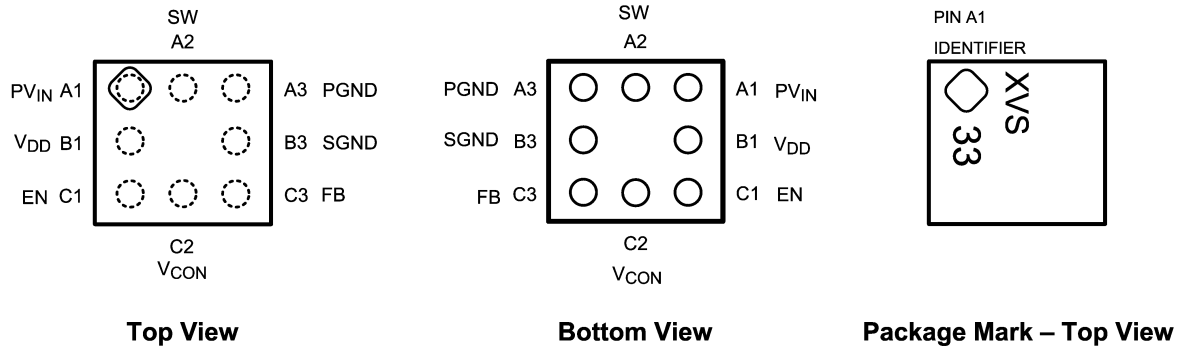 SW
A2
PVIN A1
A3 PGND
VDD B1
B3 SGND
EN C1
C3 FB
C2
VCON
Top View
SW
A2
PGND A3
A1 PVIN
SGND B3
B1 VDD
FB C3
C1 EN
C2
VCON
Bottom View
PIN A1
IDENTIFIER
XVS
33
Package Mark – Top View